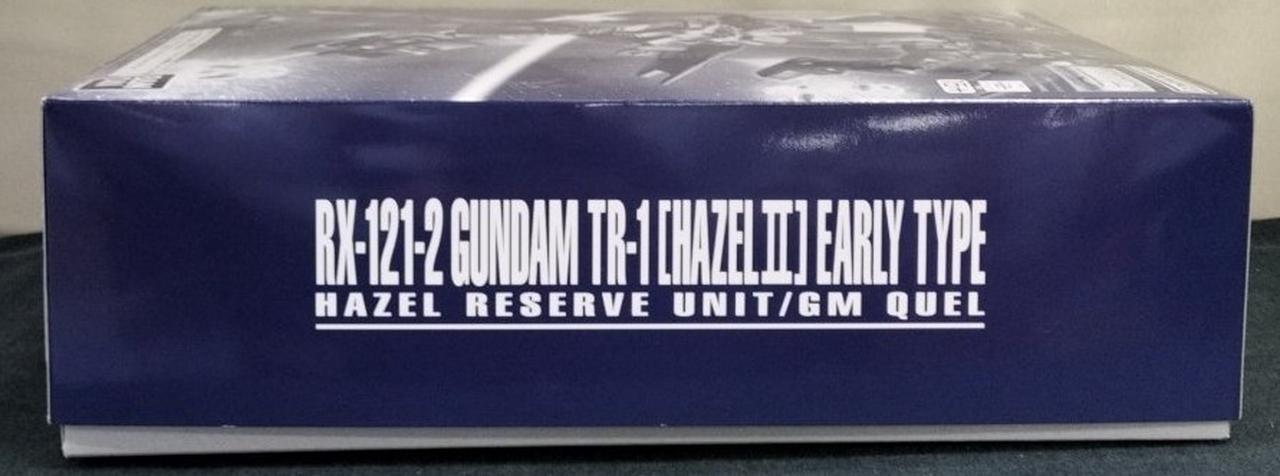 RX-121-2 GUNDAM TR-1 [HAZEL II] EARLY TYPE
HAZEL RESERVE UNIT/GM QUEL